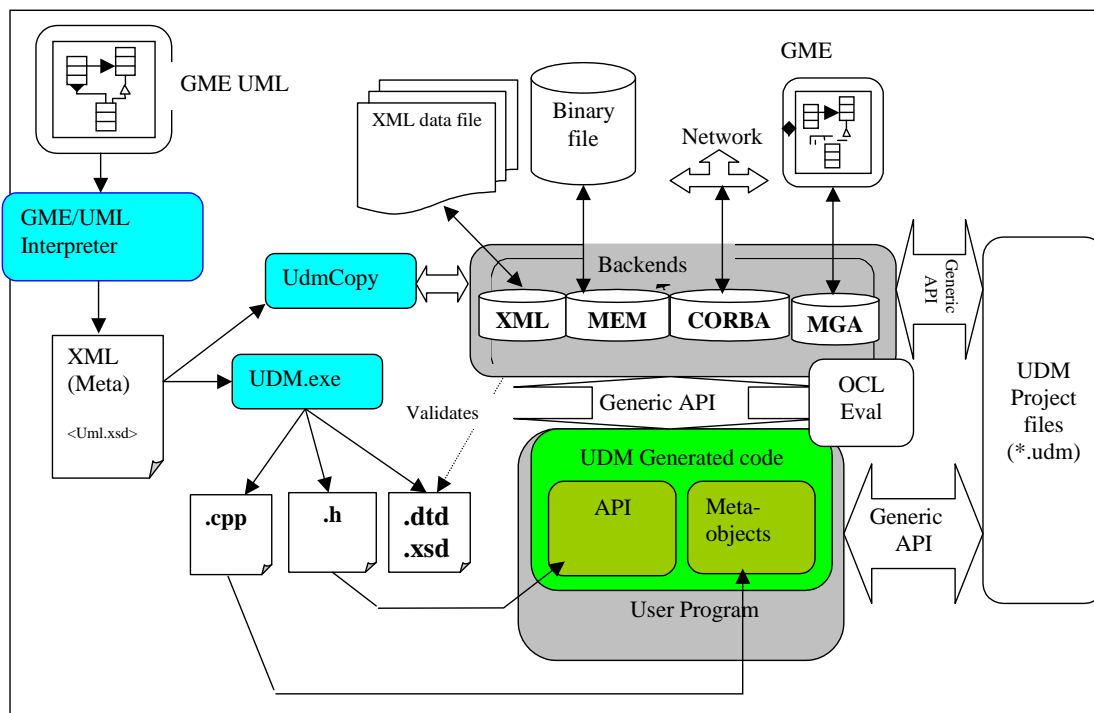 GME UML
GME
XML data file
Binary
file
Network
GME/UML
Interpreter
UdmCopy
Backends
XML
MEM
CORBA
MGA
Generic
API
XML
(Meta)
<Uml.xsd>
UDM.exe
Validates
Generic API
OCL
Eval
UDM
Project
files
(*.udm)
UDM Generated code
.cpp
.h
.dtd
.xsd
API
Meta-
objects
Generic
API
User Program